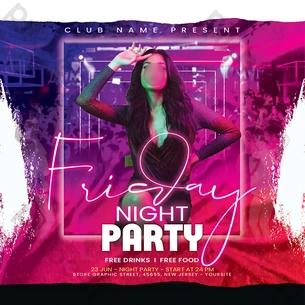 CLUB NAME PRESENT
Friday
NIGHT
PARTY
FREE DRINKS I FREE FOOD
23 JUN - NIGHT PARTY - START AT 24 PM
STORE GRAPHIC STREET - 45650, NEW JERSEY - YOURSITE